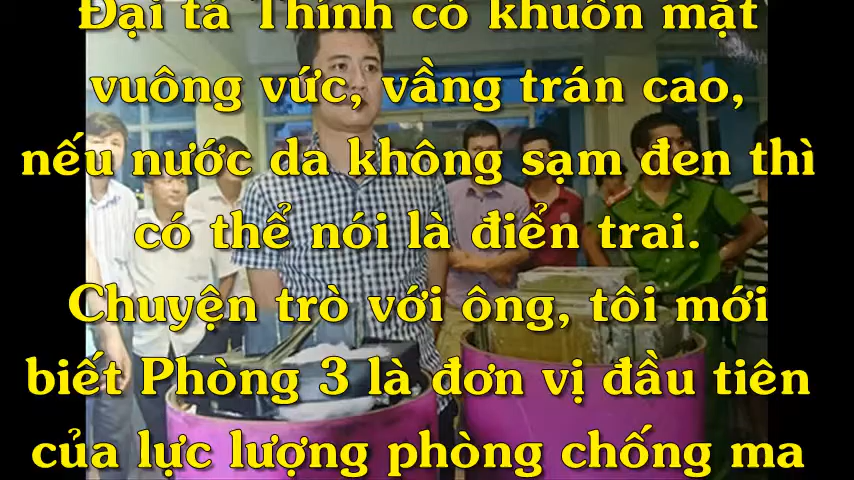 Đại tá Thịnh có khuôn mặt
vuông vức, vầng trán cao,
nếu nước da không sạm đen thì
có thể nói là điển trai.
Chuyện trò với ông, tôi mới
biết Phòng 3 là đơn vị đầu tiên
của lực lượng phòng chống ma